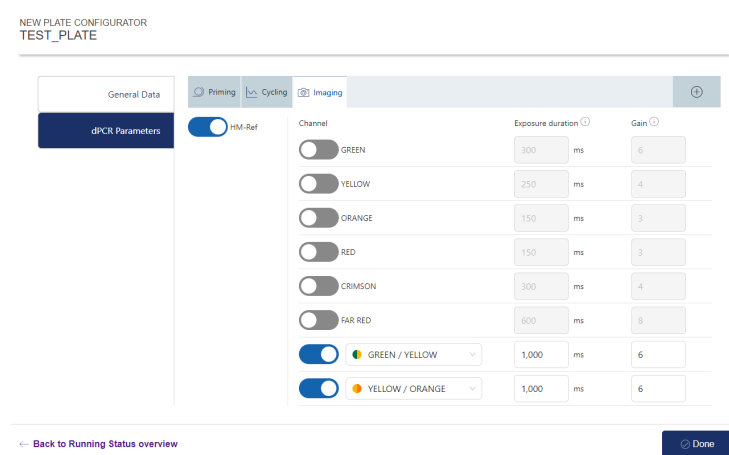 NEW PLATE CONFIGURATOR
TEST_PLATE
General Data
dPCR Parameters
Priming Cycling Imaging
HM-Ref
Channel Exposure duration Gain
GREEN 300 ms 6
YELLOW 250 ms 4
ORANGE 150 ms 3
RED 150 ms 3
CRIMSON 300 ms 4
FAR RED 600 ms 8
GREEN / YELLOW 1,000 ms 6
YELLOW / ORANGE 1,000 ms 6
← Back to Running Status overview
Done